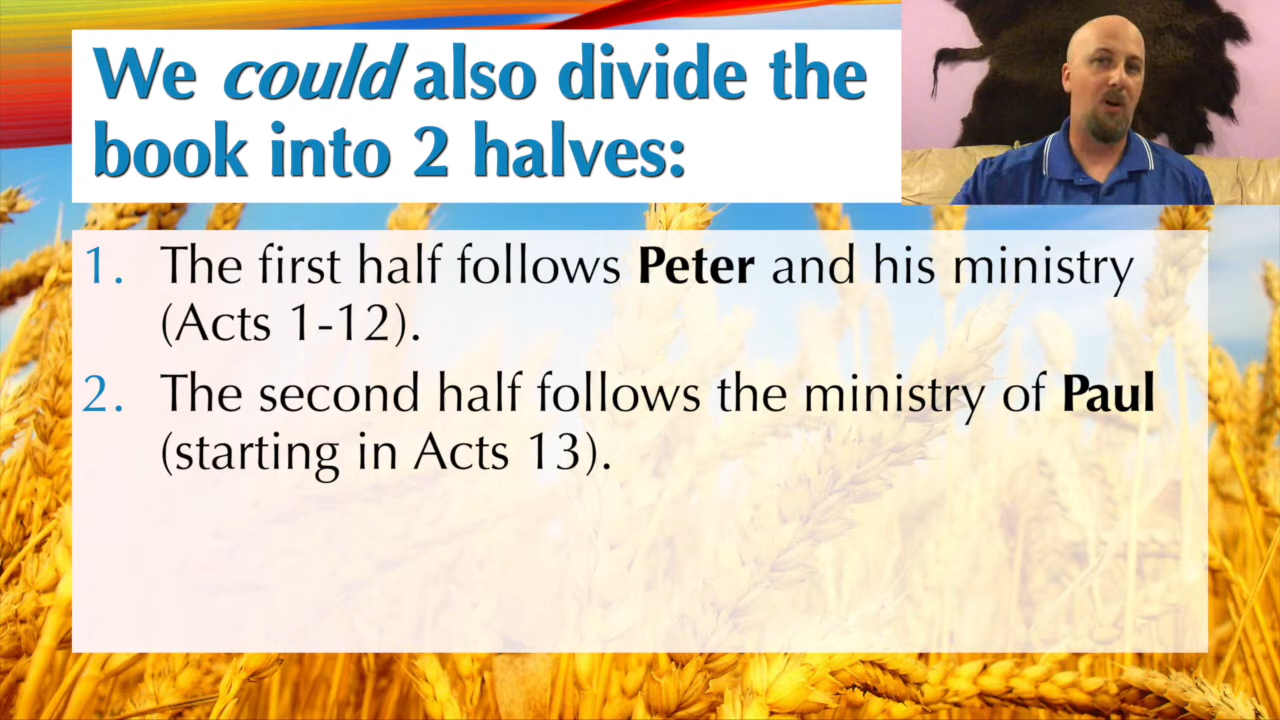 We could also divide the
book into 2 halves:
1. The first half follows Peter and his ministry
(Acts 1-12).
2. The second half follows the ministry of Paul
(starting in Acts 13).